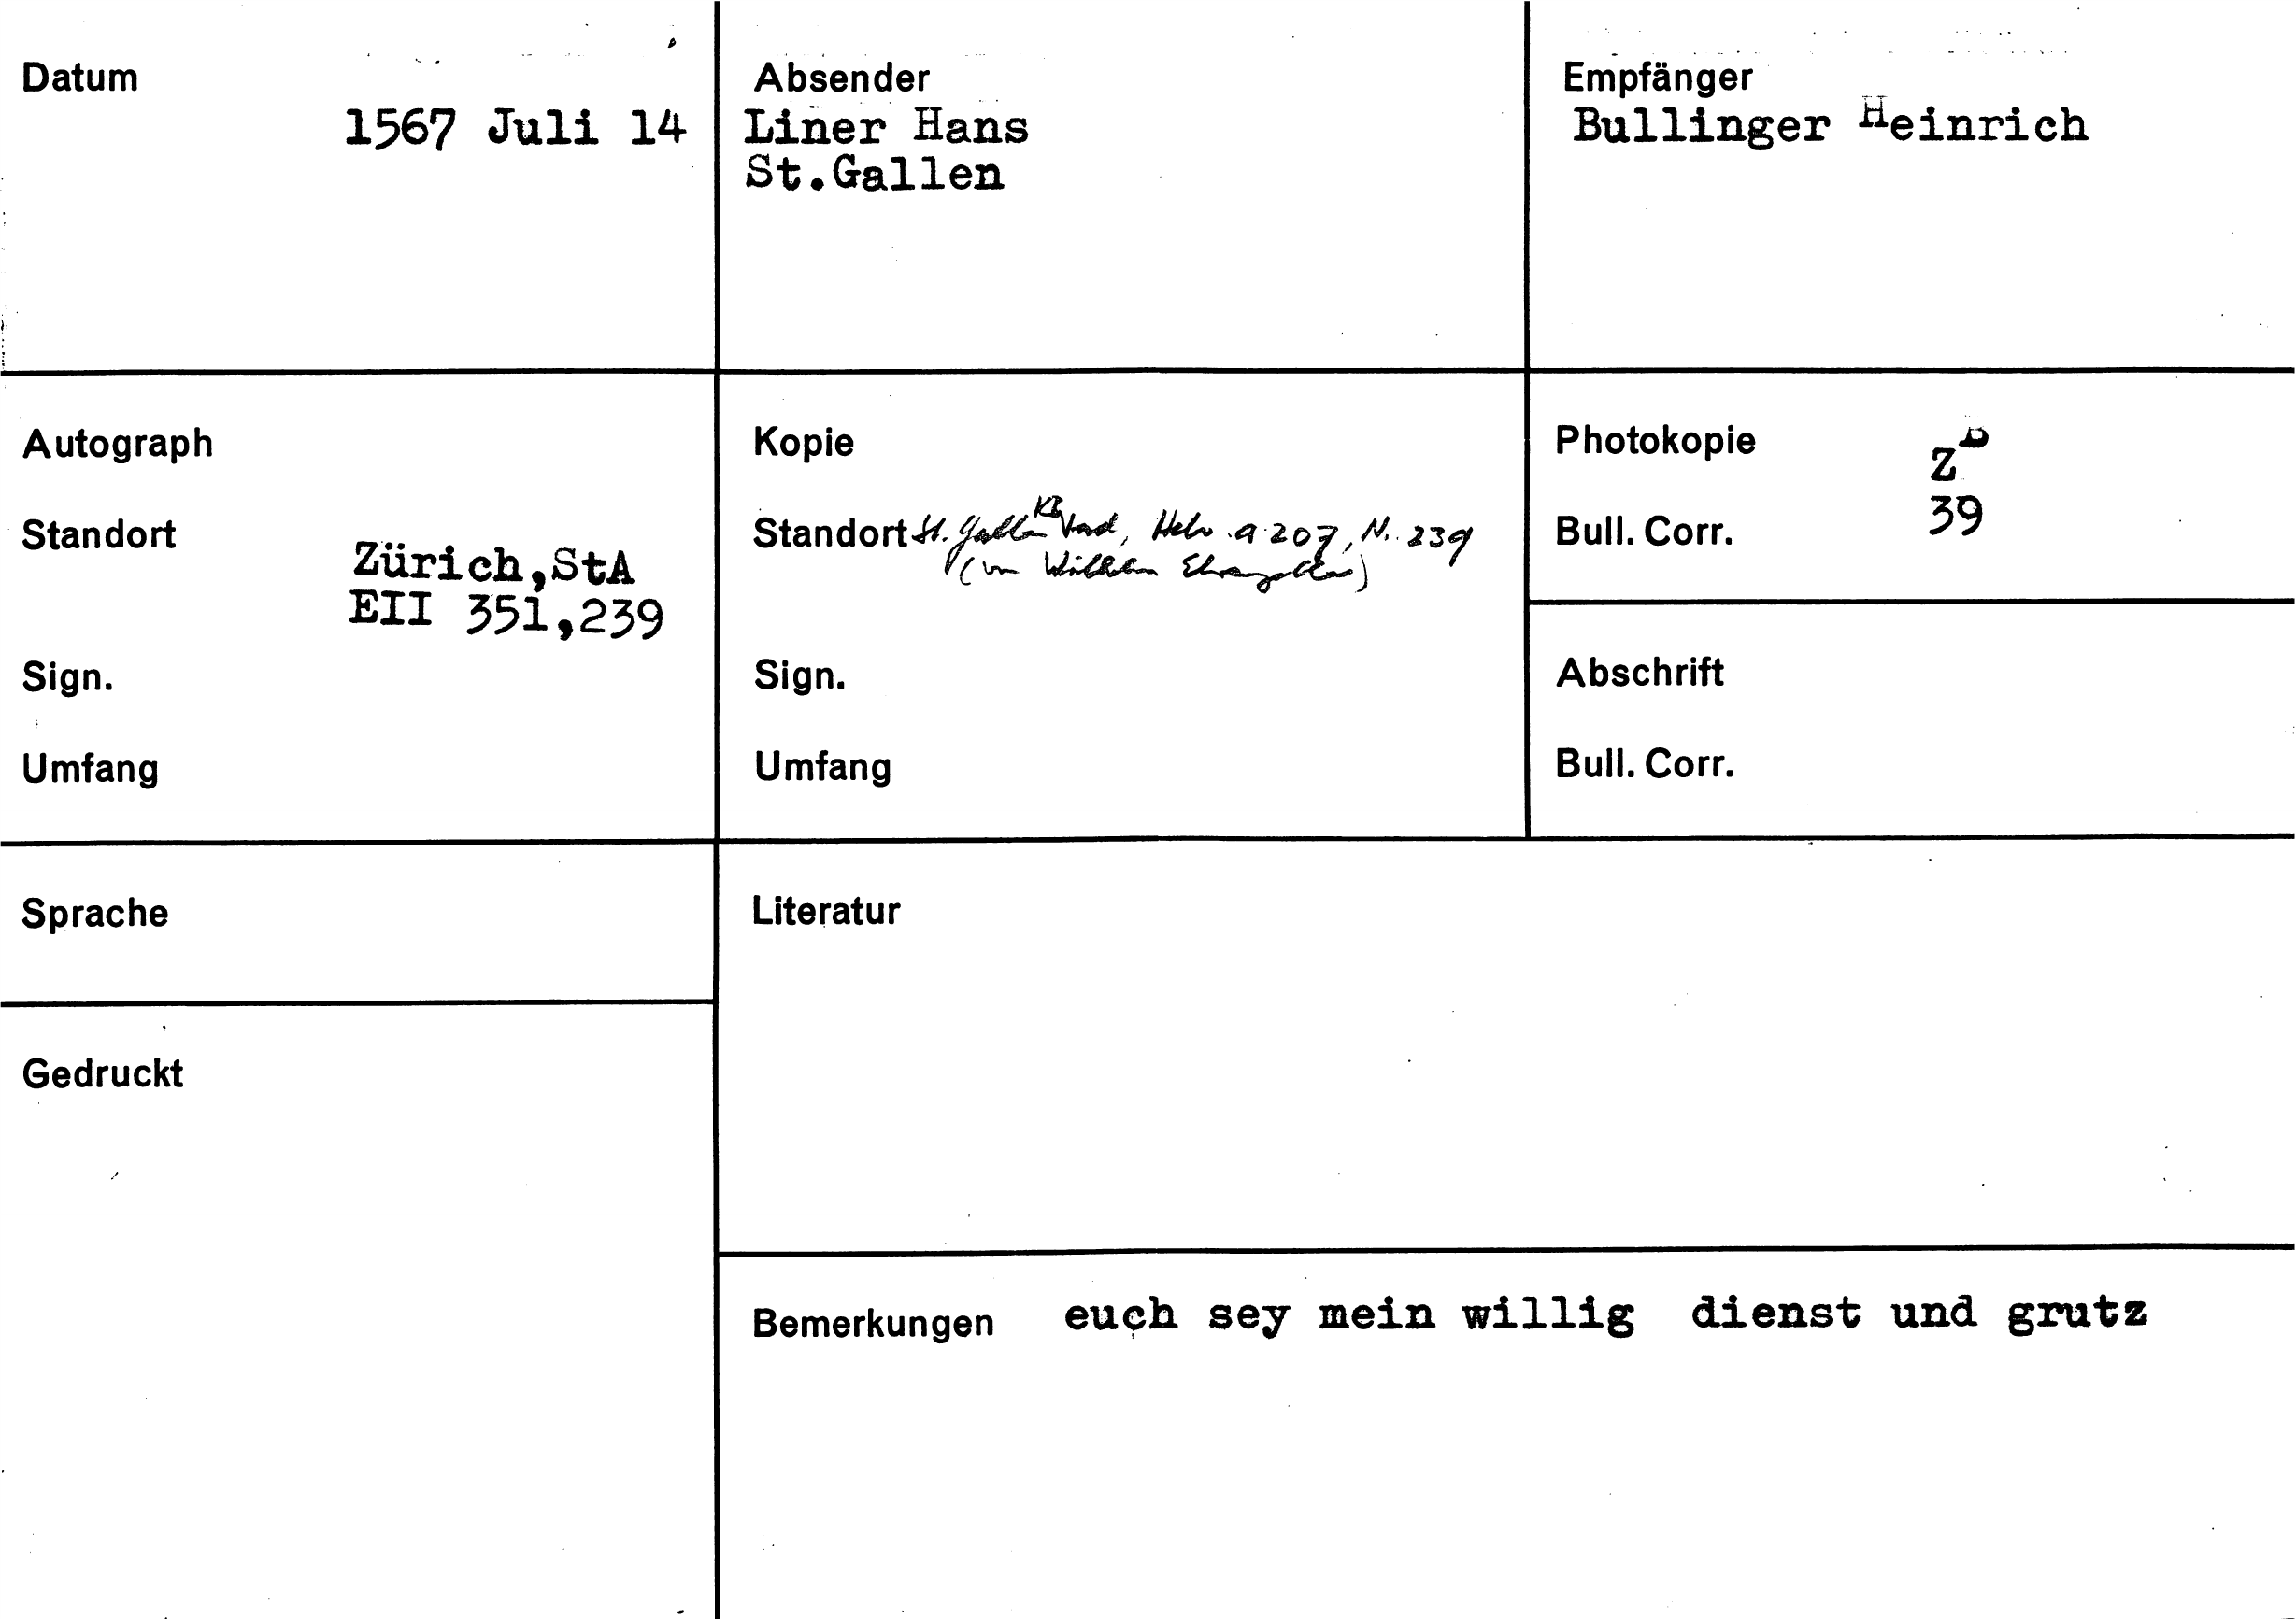 Datum
1567 Juli 14
Absender
Liner Hans
St.Gallen
Empfänger
Bullinger Heinrich
Autograph
Standort
Zürich,StA
EII 351,239
Sign.
Umfang
Kopie
Standort St. Gallen KB Vad, Helv. a 207, N. 239
(von Wilhelm
Sign.
Umfang
Photokopie
Z
Bull. Corr.
39
Abschrift
Bull. Corr.
Sprache
Literatur
Gedruckt
Bemerkungen euch sey mein willig dienst und grutz